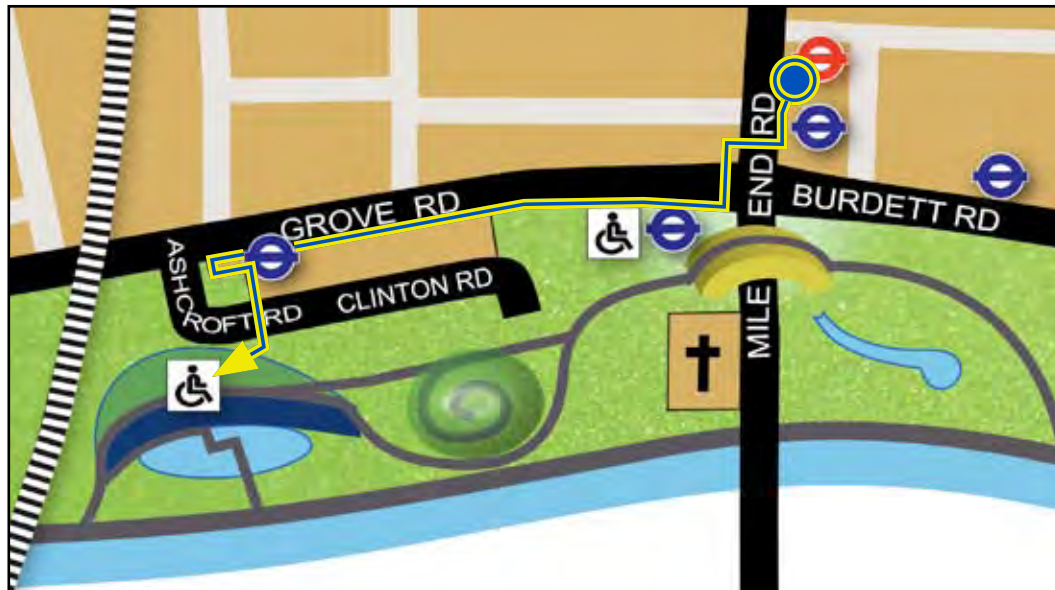 MILE END RD
GROVE RD
BURDETT RD
ASHCROFT RD
CLINTON RD